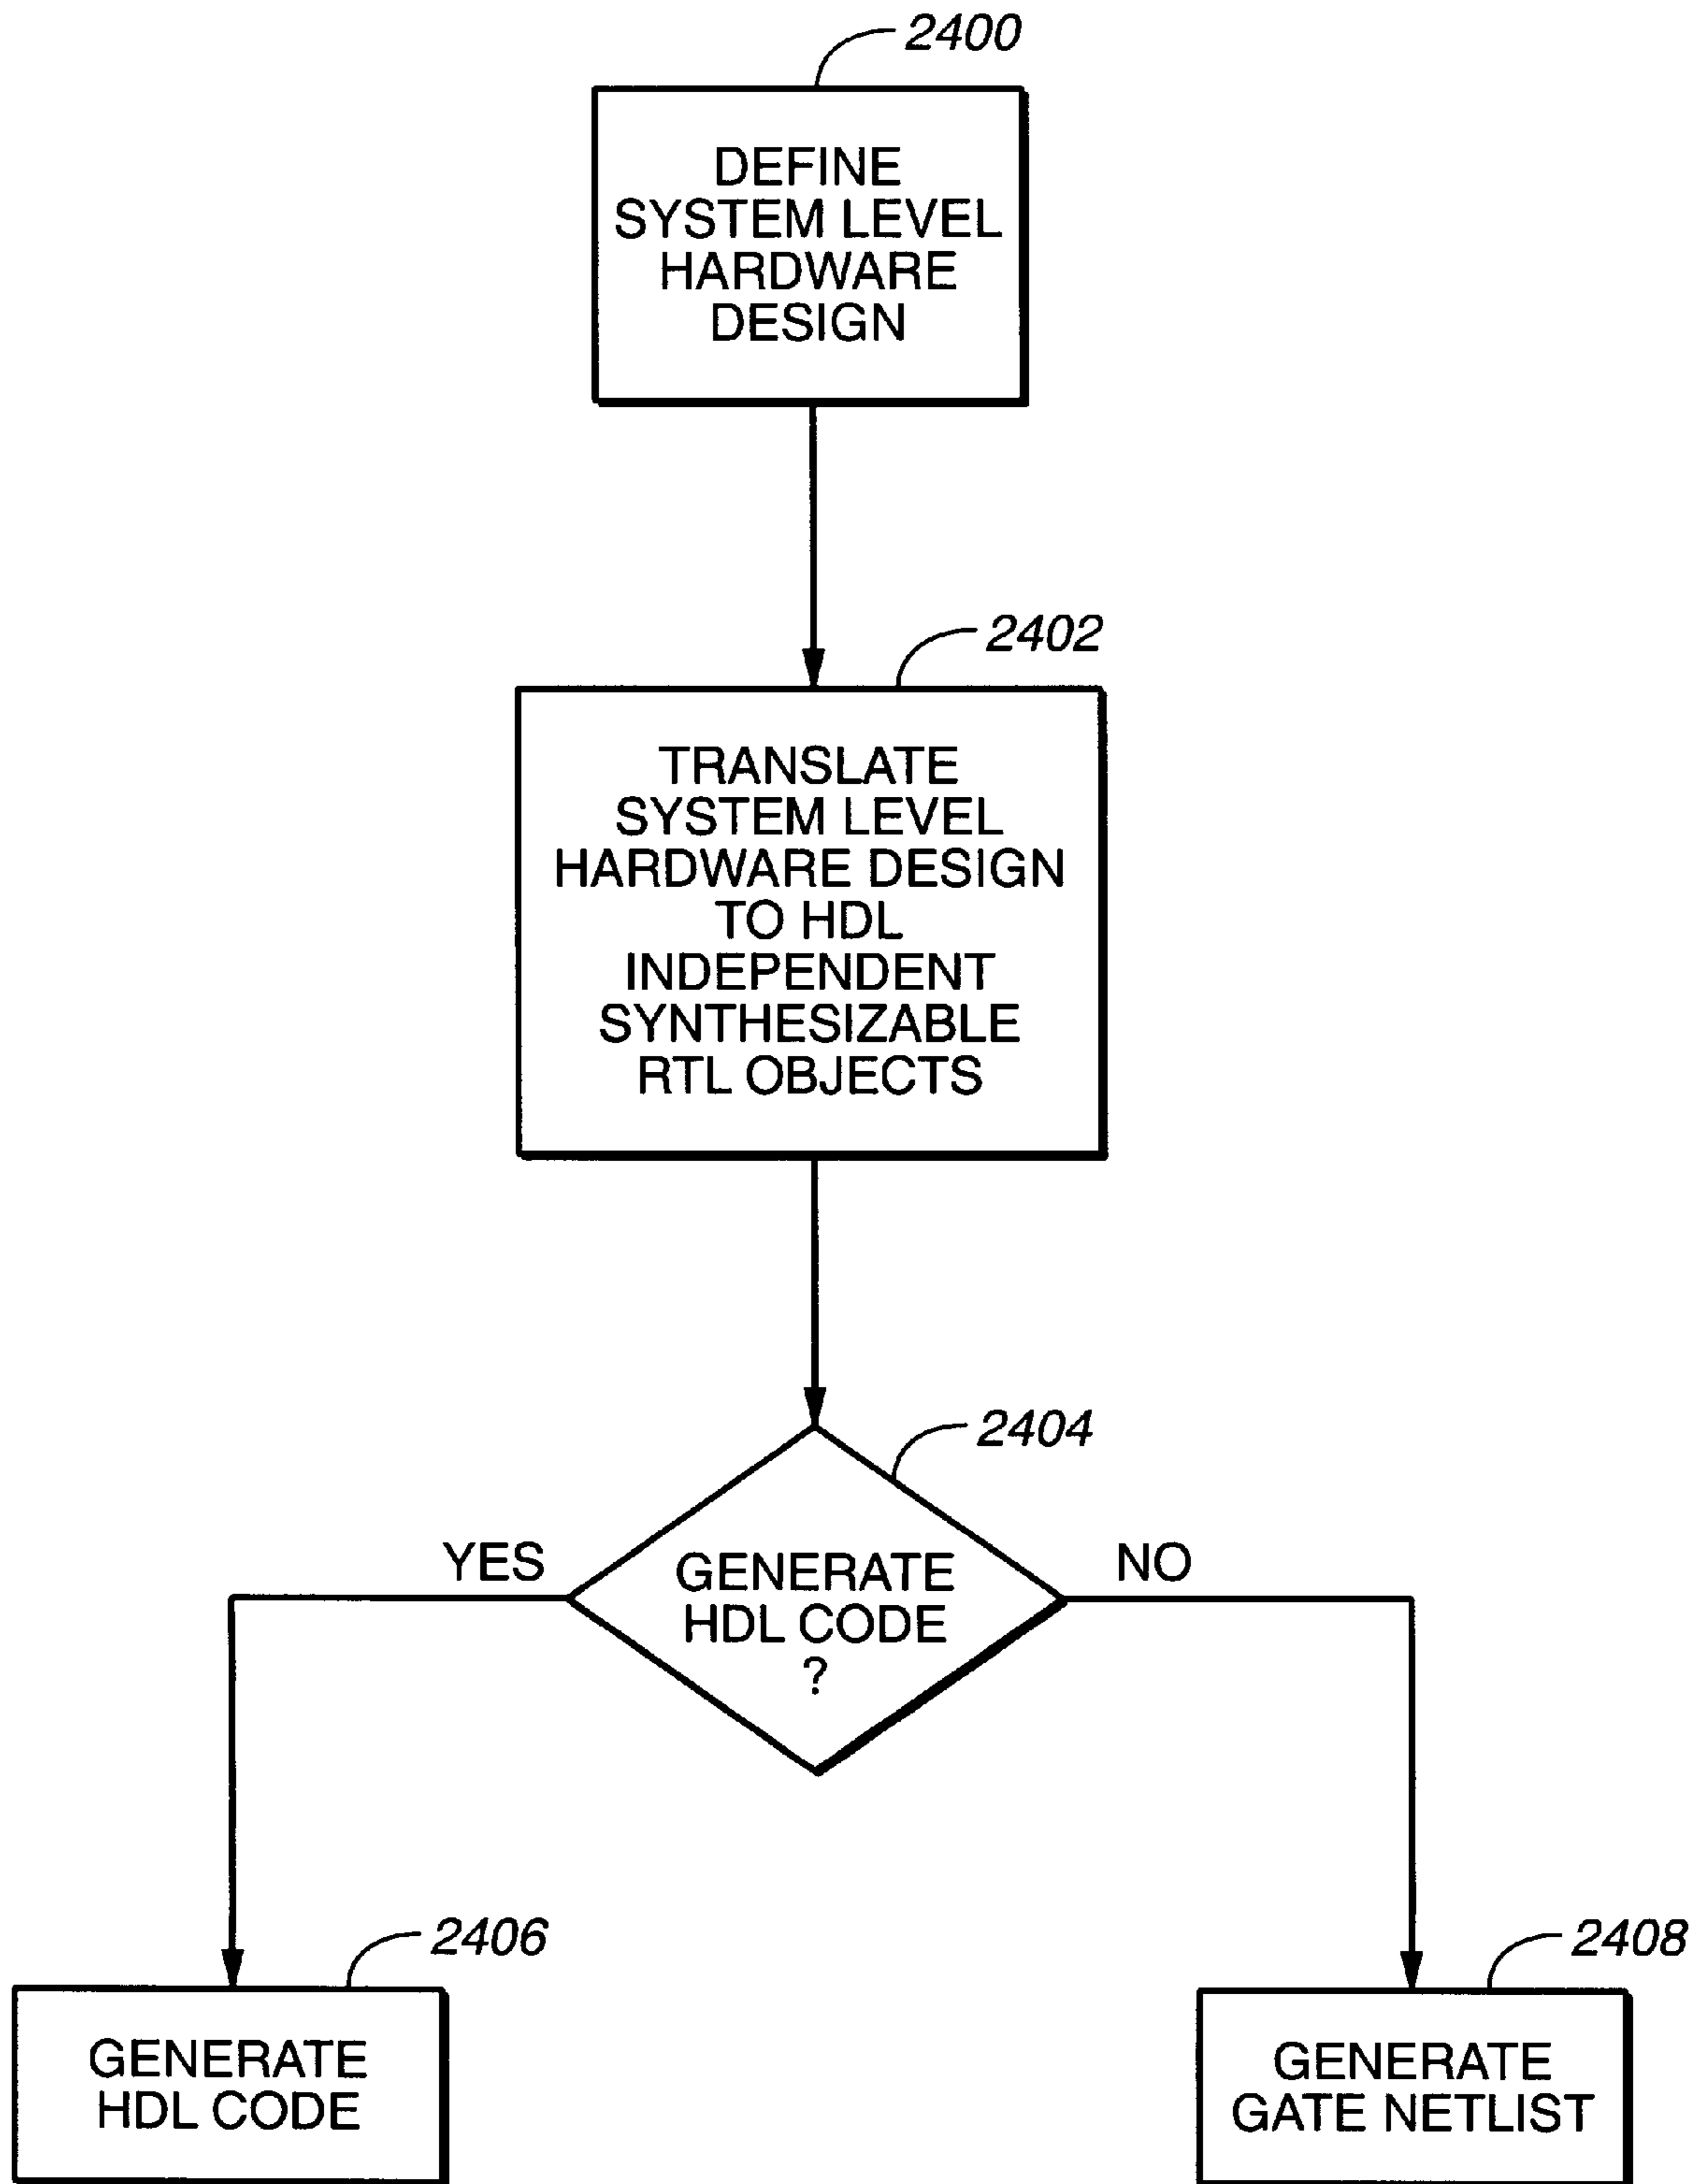 2400
DEFINE
SYSTEM LEVEL
HARDWARE
DESIGN
2402
TRANSLATE
SYSTEM LEVEL
HARDWARE DESIGN
TO HDL
INDEPENDENT
SYNTHESIZABLE
RTL OBJECTS
2404
YES
GENERATE
HDL CODE
?
NO
2406
GENERATE
HDL CODE
2408
GENERATE
GATE NETLIST